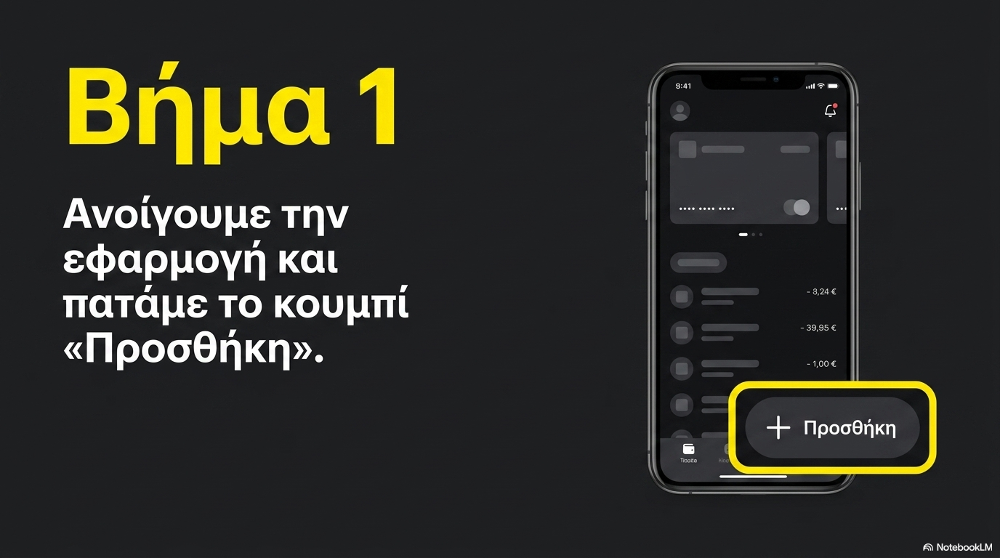 Βήμα 1
Ανοίγουμε την
εφαρμογή και
πατάμε το κουμπί
«Προσθήκη».
9:41
•••• •••• ••••
- 3,24 €
- 39,95 €
- 1,00 €
Προσθήκη
NotebookLM